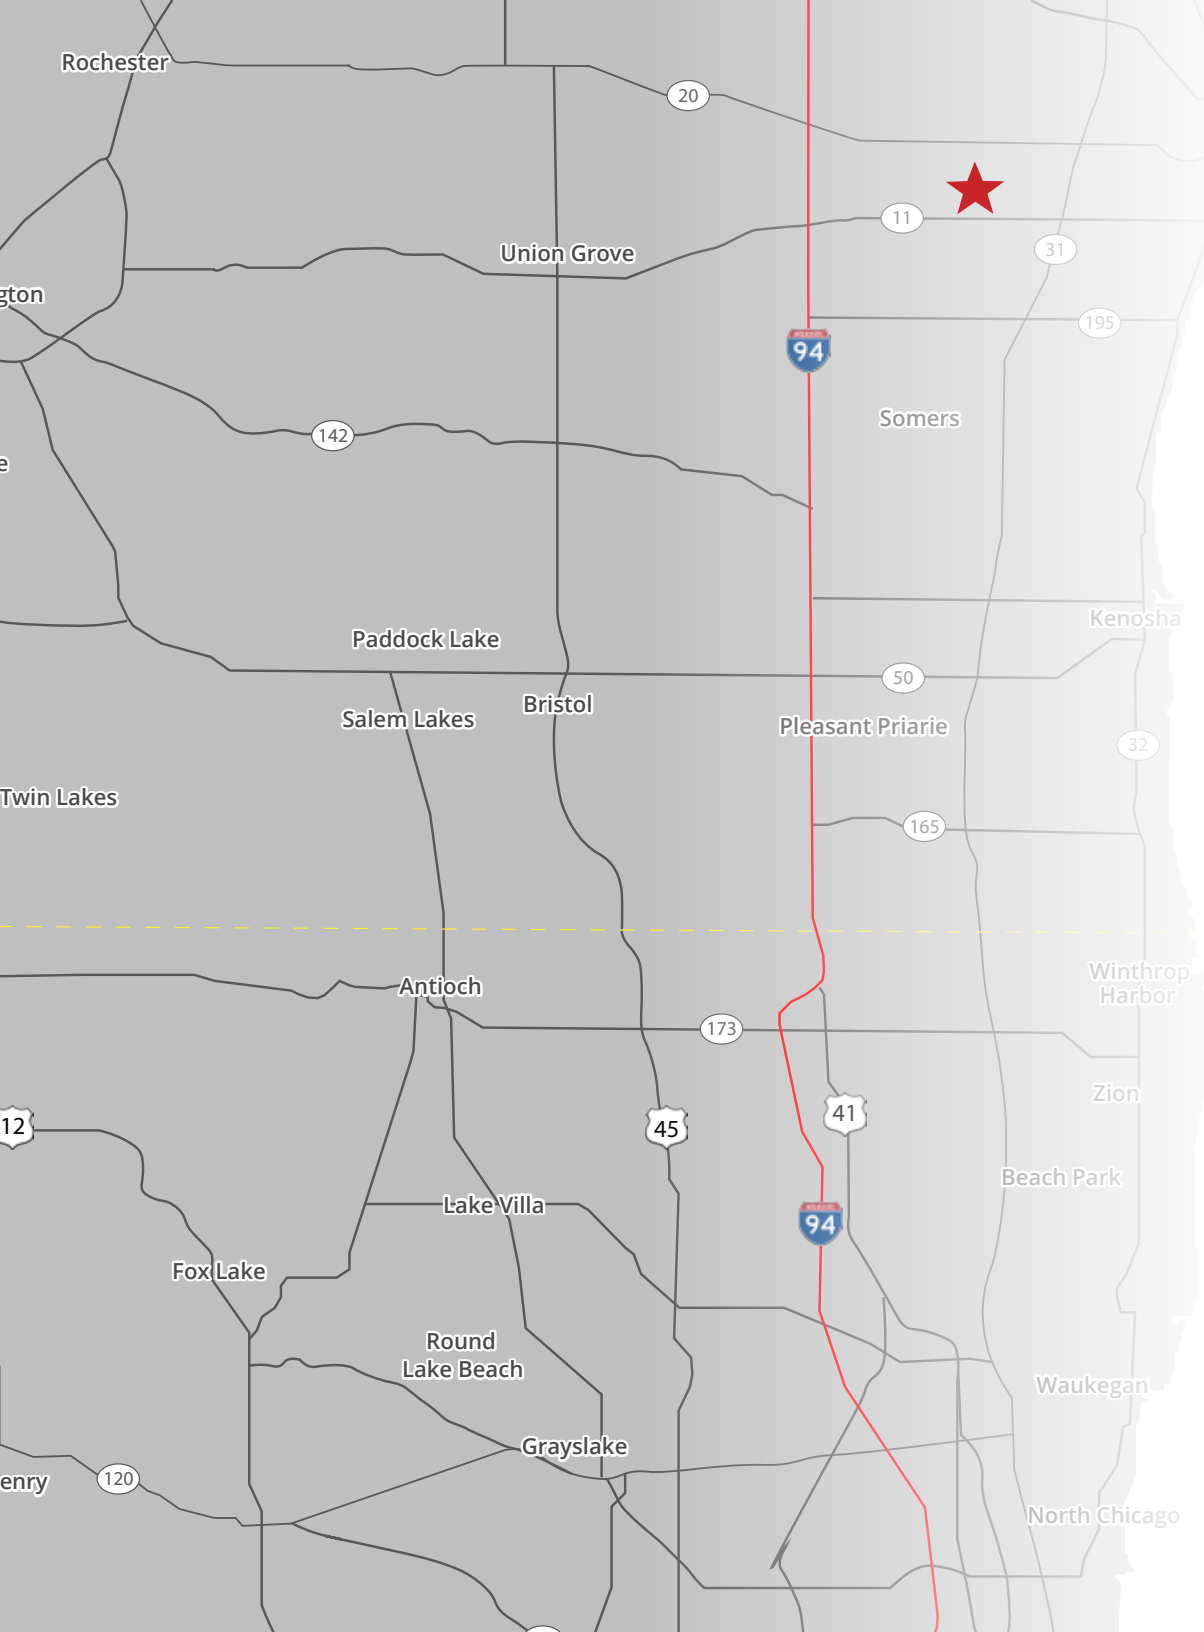 Rochester
20
11
Union Grove
31
gton
195
94
Somers
142
e
Kenosha
Paddock Lake
50
Bristol
Salem Lakes
Pleasant Priarie
32
Twin Lakes
165
Winthrop
Harbor
Antioch
173
Zion
12
45
41
Beach Park
Lake Villa
94
Fox Lake
Round
Lake Beach
Waukegan
Grayslake
enry
120
North Chicago